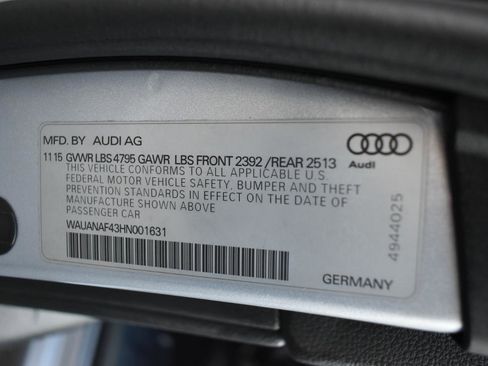 MFD. BY AUDI AG
11 15 GVWR LBS 4795 GAWR LBS FRONT 2392 /REAR 2513
THIS VEHICLE CONFORMS TO ALL APPLICABLE U.S.
FEDERAL MOTOR VEHICLE SAFETY, BUMPER AND THEFT
PREVENTION STANDARDS IN EFFECT ON THE DATE OF
MANUFACTURE SHOWN ABOVE
PASSENGER CAR
WAUANAF43HN001631
Audi
4944025
GERMANY